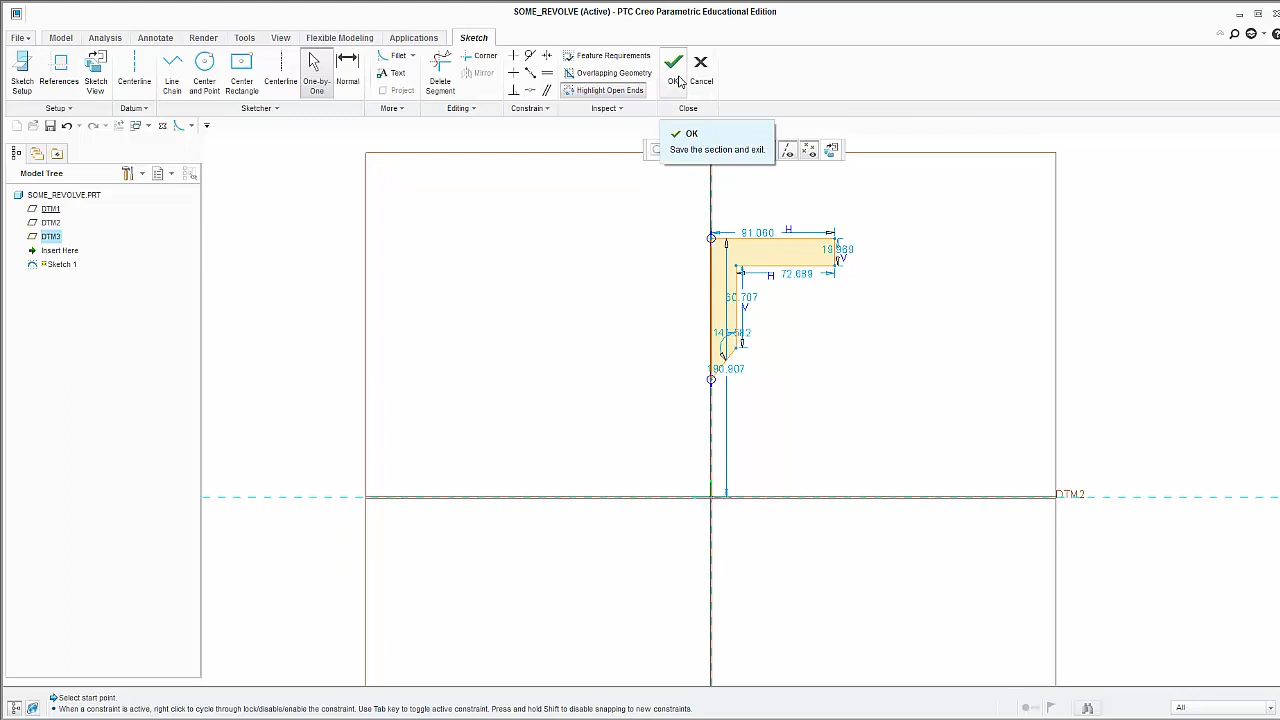 SOME_REVOLVE (Active) - PTC Creo Parametric Educational Edition
File Model Analysis Annotate Render Tools View Flexible Modeling Applications Sketch
Sketch Setup
References
Sketch View
Centerline
Line Chain
Center and Point
Center Rectangle
Centerline
One-by-One
Normal
Fillet
Text
Project
Delete Segment
Corner
Mirror
Feature Requirements
Overlapping Geometry
Highlight Open Ends
OK
Cancel
Setup Datum Sketcher More Editing Constrain Inspect Close
OK
Save the section and exit.
Model Tree
SOME_REVOLVE.PRT
DTM1
DTM2
DTM3
Insert Here
Sketch 1
91.060
H
19.969
V
H
72.689
60.707
V
190.907
DTM2
Select start point.
When a constraint is active, right click to cycle through lock/disable/enable the constraint. Use Tab key to toggle active constraint. Press and hold Shift to disable snapping to new constraints.
All